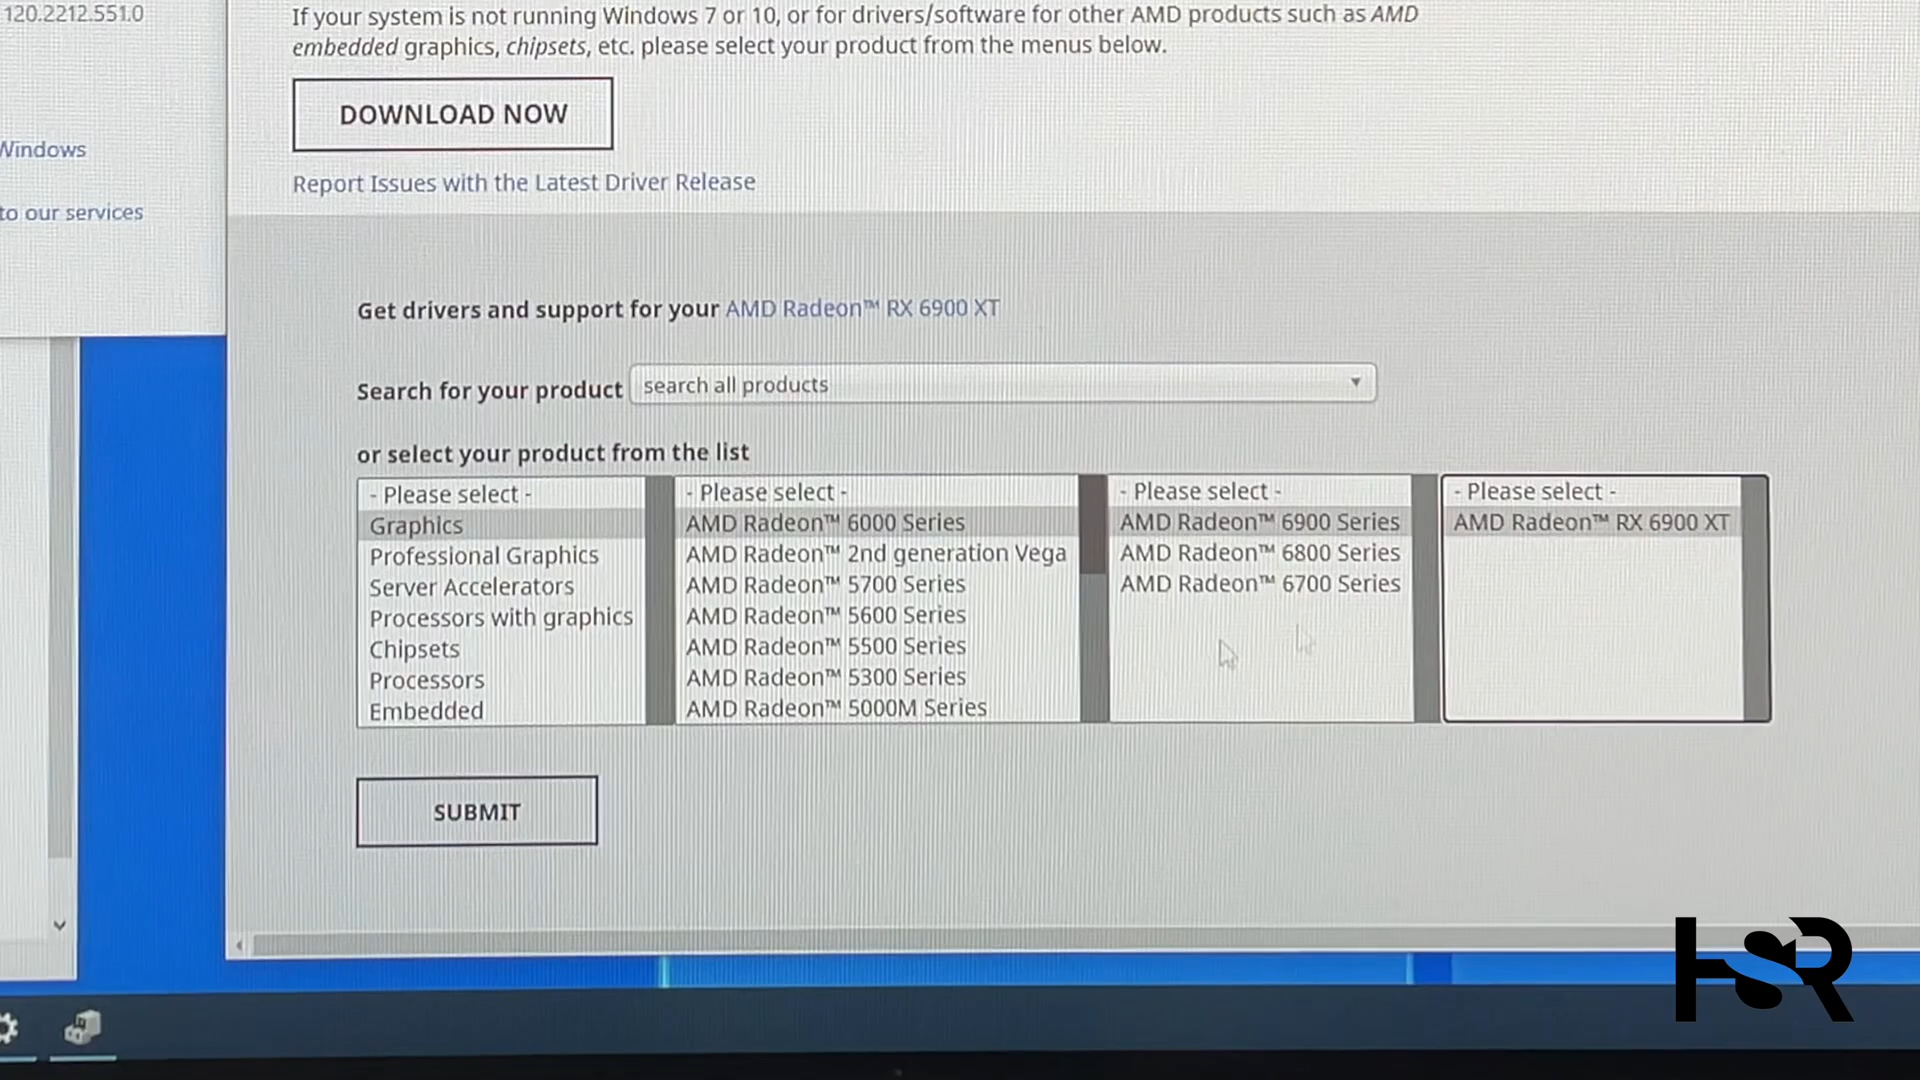 120.2212.551.0
Windows
to our services
If your system is not running Windows 7 or 10, or for drivers/software for other AMD products such as AMD
embedded graphics, chipsets, etc. please select your product from the menus below.
DOWNLOAD NOW
Report Issues with the Latest Driver Release
Get drivers and support for your AMD Radeon™ RX 6900 XT
Search for your product search all products
or select your product from the list
- Please select -
Graphics
Professional Graphics
Server Accelerators
Processors with graphics
Chipsets
Processors
Embedded
- Please select -
AMD Radeon™ 6000 Series
AMD Radeon™ 2nd generation Vega
AMD Radeon™ 5700 Series
AMD Radeon™ 5600 Series
AMD Radeon™ 5500 Series
AMD Radeon™ 5300 Series
AMD Radeon™ 5000M Series
- Please select -
AMD Radeon™ 6900 Series
AMD Radeon™ 6800 Series
AMD Radeon™ 6700 Series
- Please select -
AMD Radeon™ RX 6900 XT
SUBMIT
HSR